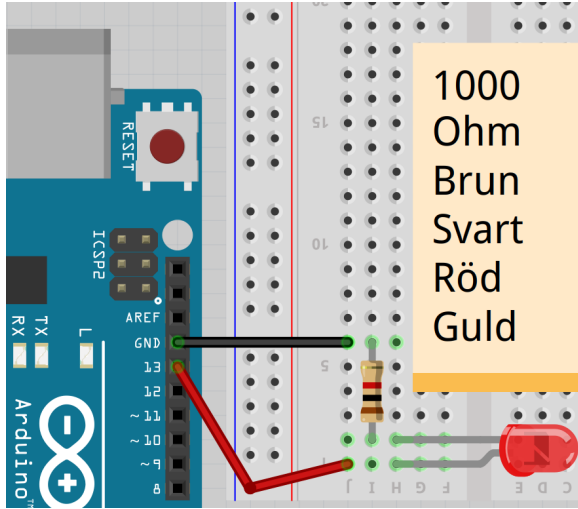 1000
Ohm
Brun
Svart
Röd
Guld
RESET
ICSP2
AREF
GND
13
12
~11
~10
~9
8
RX
TX
L
Arduino
TM
15
10
5
1
J I H G F
E D C